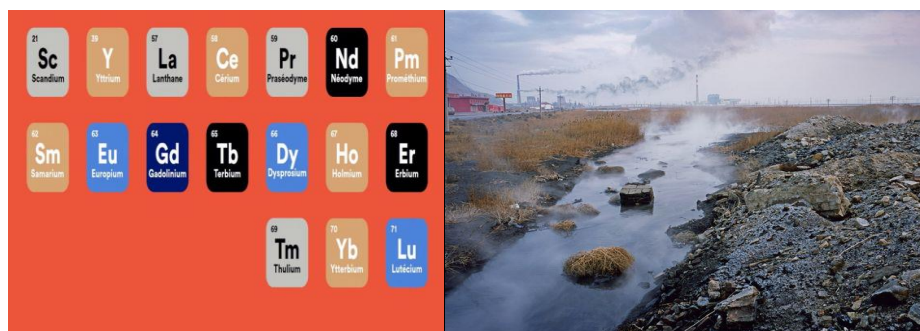 21
Sc
Scandium
39
Y
Yttrium
57
La
Lanthane
58
Ce
Cérium
59
Pr
Praséodyme
60
Nd
Néodyme
61
Pm
Prométhium
62
Sm
Samarium
63
Eu
Europium
64
Gd
Gadolinium
65
Tb
Terbium
66
Dy
Dysprosium
67
Ho
Holmium
68
Er
Erbium
69
Tm
Thulium
70
Yb
Ytterbium
71
Lu
Lutécium